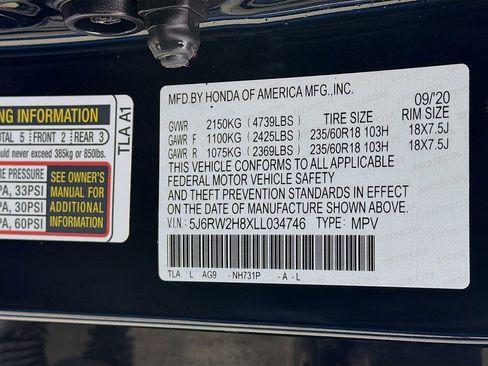 NG INFORMATION
TOTAL 5 FRONT 2 REAR 3
ould never exceed 385kg or 850lbs.
E PRESSURE
PA, 33PSI
PA, 30PSI
PA, 60PSI
SEE OWNER'S
MANUAL FOR
ADDITIONAL
INFORMATION
TLA A1
MFD.BY HONDA OF AMERICA MFG.,INC.
09/'20
TIRE SIZE RIM SIZE
GVWR 2150KG (4739LBS)
GAWR F 1100KG (2425LBS) 235/60R18 103H 18X7.5J
GAWR R 1075KG (2369LBS) 235/60R18 103H 18X7.5J
THIS VEHICLE CONFORMS TO ALL APPLICABLE
FEDERAL MOTOR VEHICLE SAFETY
AND THEFT PREVENTION STANDARDS IN EFFECT
ON THE DATE OF MANUFACTURE SHOWN ABOVE.
V.I.N.: 5J6RW2H8XLL034746 TYPE: MPV
TLA L AG9 -NH731P -A-L